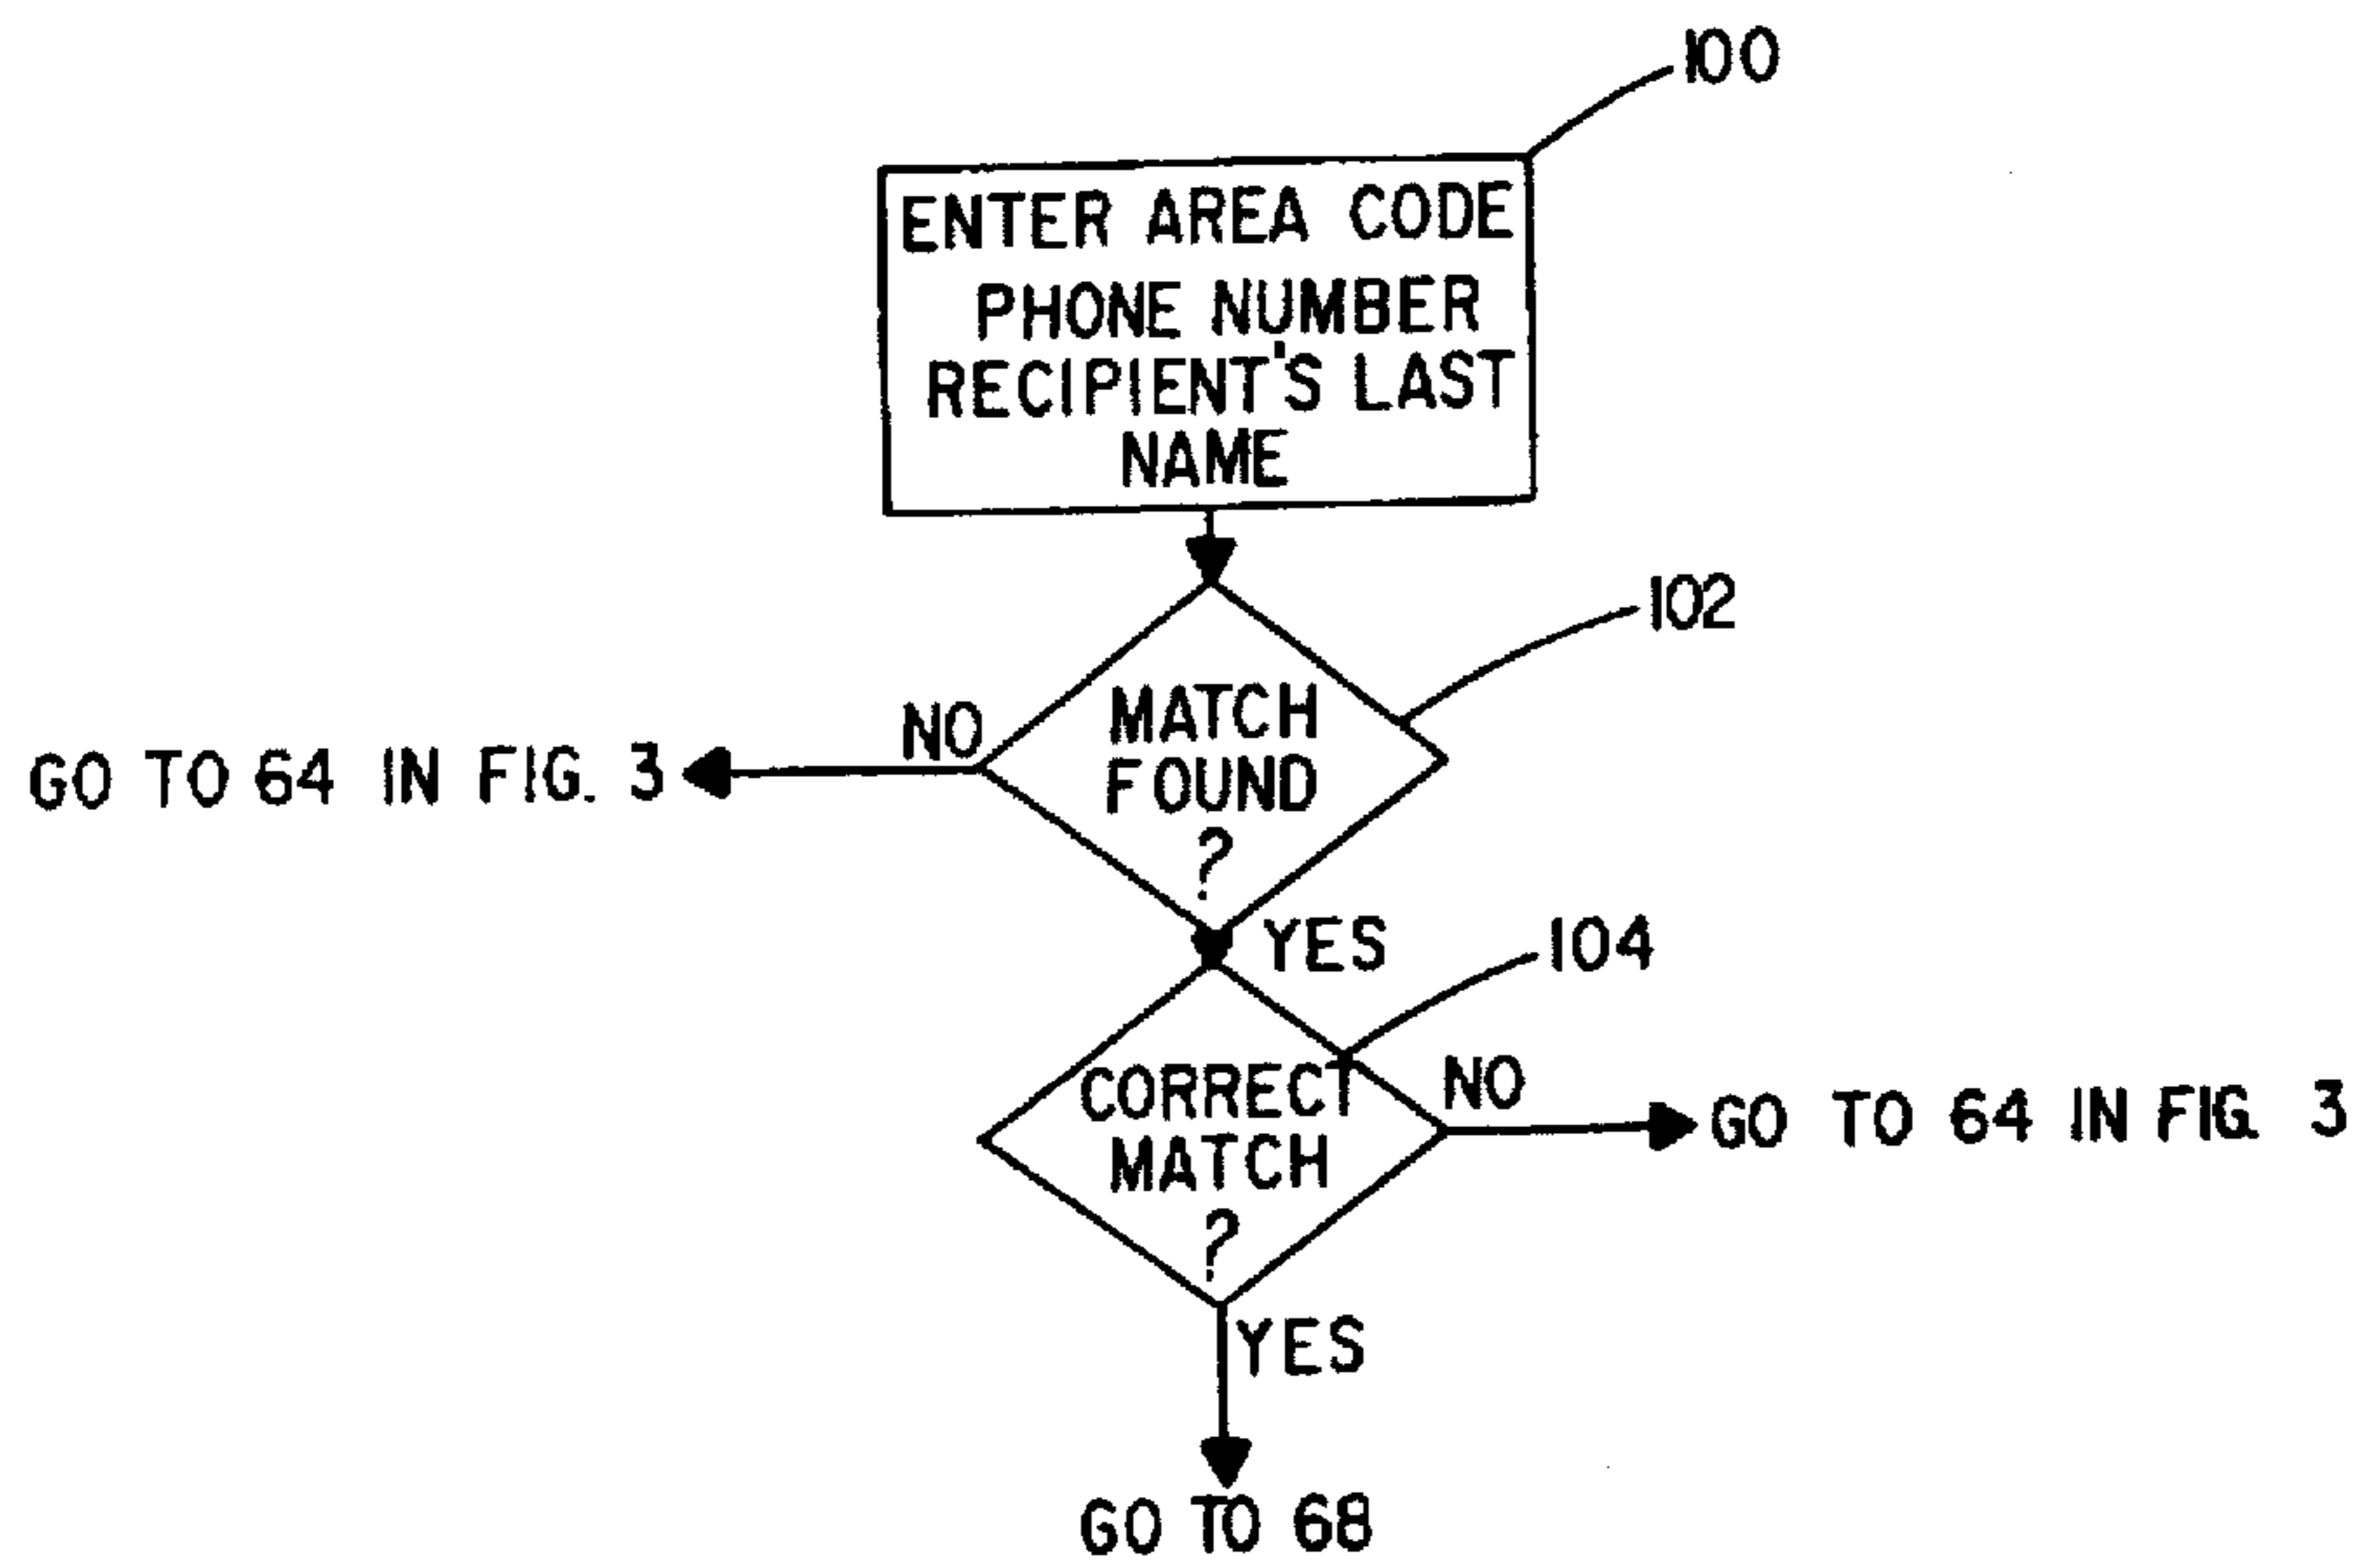 100
ENTER AREA CODE
PHONE NUMBER
RECIPIENT'S LAST
NAME
102
MATCH
FOUND
?
NO
GO TO 64 IN FIG. 3
YES
104
CORRECT
MATCH
?
NO
GO TO 64 IN FIG. 3
YES
GO TO 68